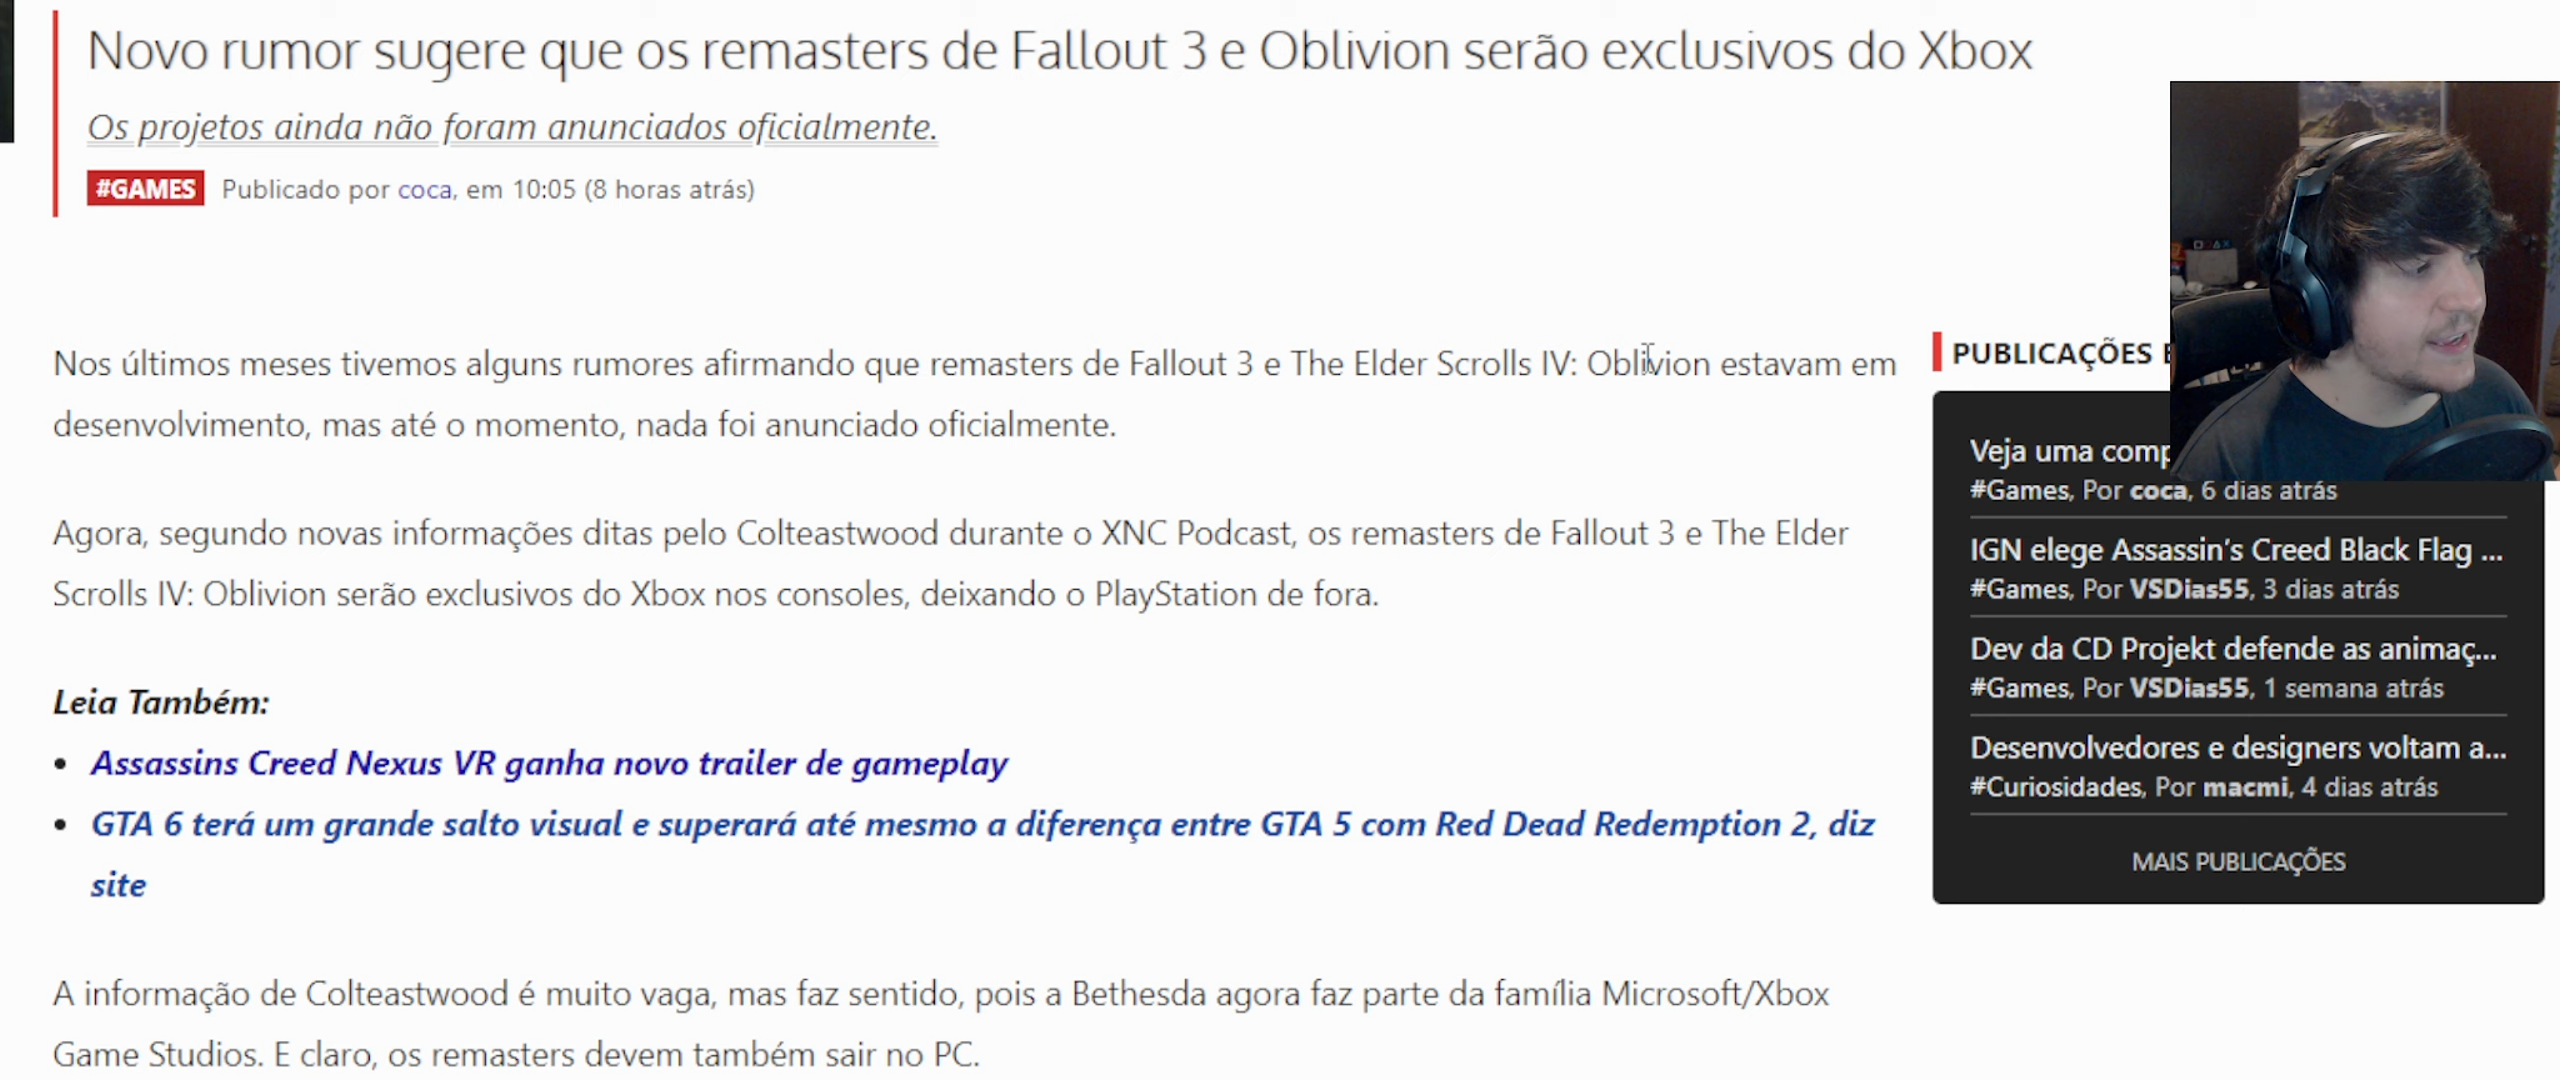 Novo rumor sugere que os remasters de Fallout 3 e Oblivion serão exclusivos do Xbox
Os projetos ainda não foram anunciados oficialmente.
#GAMES Publicado por coca, em 10:05 (8 horas atrás)
Nos últimos meses tivemos alguns rumores afirmando que remasters de Fallout 3 e The Elder Scrolls IV: Oblivion estavam em
desenvolvimento, mas até o momento, nada foi anunciado oficialmente.
Agora, segundo novas informações ditas pelo Colteastwood durante o XNC Podcast, os remasters de Fallout 3 e The Elder
Scrolls IV: Oblivion serão exclusivos do Xbox nos consoles, deixando o PlayStation de fora.
Leia Também:
• Assassins Creed Nexus VR ganha novo trailer de gameplay
• GTA 6 terá um grande salto visual e superará até mesmo a diferença entre GTA 5 com Red Dead Redemption 2, diz
site
A informação de Colteastwood é muito vaga, mas faz sentido, pois a Bethesda agora faz parte da família Microsoft/Xbox
Game Studios. E claro, os remasters devem também sair no PC.
PUBLICAÇÕES
Veja uma
#Games, Por coca, 6 dias atrás
IGN elege Assassin's Creed Black Flag ...
#Games, Por VSDias55, 3 dias atrás
Dev da CD Projekt defende as animaç...
#Games, Por VSDias55, 1 semana atrás
Desenvolvedores e designers voltam a...
#Curiosidades, Por macmi, 4 dias atrás
MAIS PUBLICAÇÕES